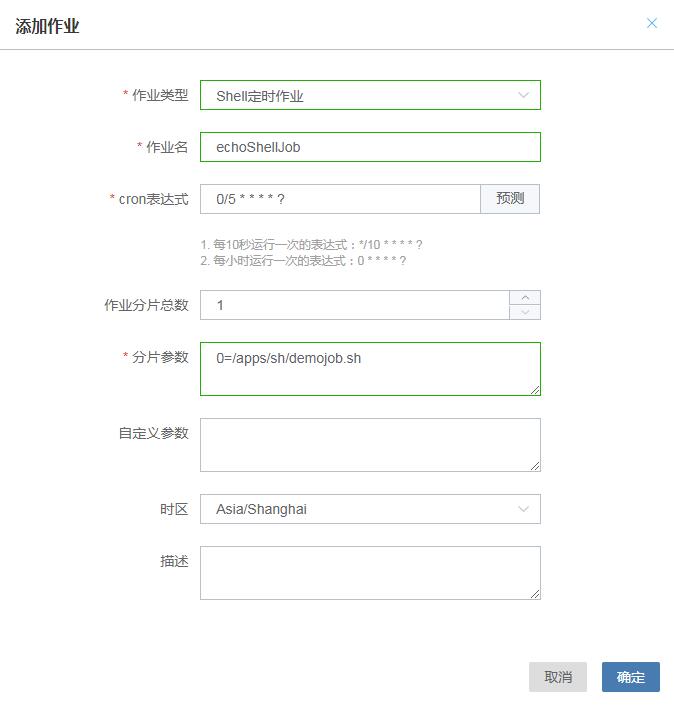 添加作业
* 作业类型 Shell定时作业
* 作业名 echoShellJob
* cron表达式 0/5 * * * * ? 预测
1. 每10秒运行一次的表达式：*/10 * * * * ?
2. 每小时运行一次的表达式：0 * * * * ?
作业分片总数 1
* 分片参数 0=/apps/sh/demojob.sh
自定义参数
时区 Asia/Shanghai
描述
取消 确定